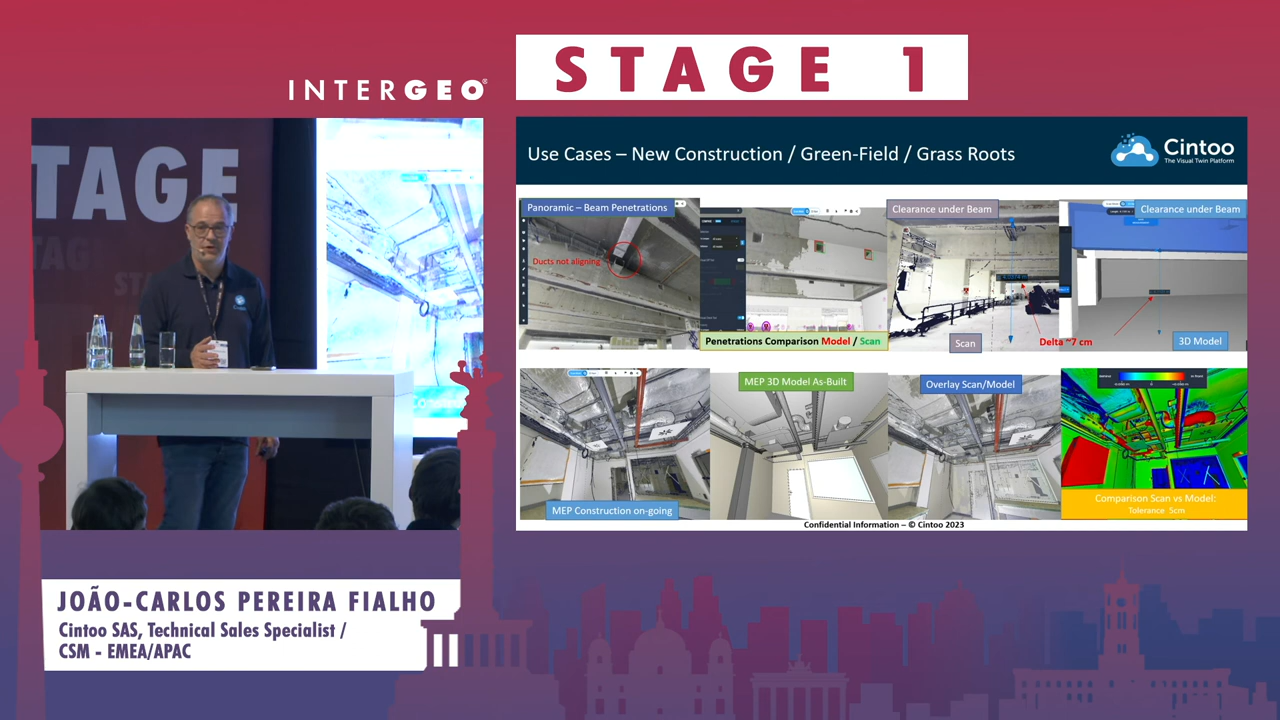 STAGE 1
INTERGEO®
TAGE
TAG
ST
Use Cases – New Construction / Green-Field / Grass Roots
Cintoo
The Visual Twin Platform
Panoramic – Beam Penetrations
Ducts not aligning
Penetrations Comparison Model / Scan
Clearance under Beam
Scan
Clearance under Beam
Delta ~7 cm
3D Model
MEP Construction on-going
MEP 3D Model As-Built
Overlay Scan/Model
Comparison Scan vs Model:
Tolerance 5cm
Confidential Information – © Cintoo 2023
JOÃO-CARLOS PEREIRA FIALHO
Cintoo SAS, Technical Sales Specialist /
CSM - EMEA/APAC